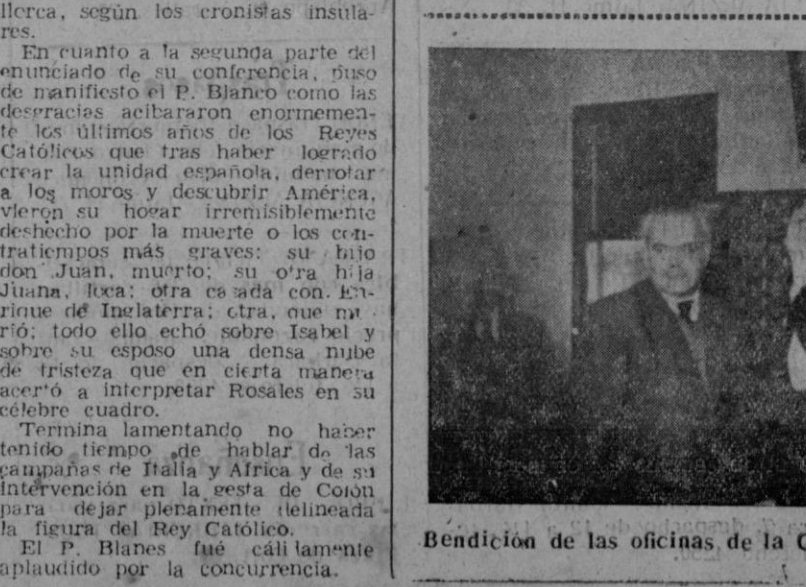 llorca, según los cronistas insula-
res.
En cuanto a la segunda parte del
enunciado de su conferencia, puso
de manifiesto el P. Blanco como las
desgracias acibararon enormemen-
te los últimos años de los Reyes
Católicos que tras haber logrado
crear la unidad española, derrotar
a los moros y descubrir América,
vieron su hogar irremisiblemente
deshecho por la muerte o los con-
tratiempos más graves: su hijo
don Juan, muerto; su otra hija
Juana, loca; otra casada con En-
rique de Inglaterra; otra, que mu-
rió; todo ello echó sobre Isabel y
sobre su esposo una densa nube
de tristeza que en cierta manera
acertó a interpretar Rosales en su
célebre cuadro.
Termina lamentando no haber
tenido tiempo de hablar de las
campañas de Italia y Africa y de su
intervención en la gesta de Colón
para dejar plenamente delineada
la figura del Rey Católico.
El P. Blanes fué cálidamente
aplaudido por la concurrencia.
Bendición de las oficinas de la C